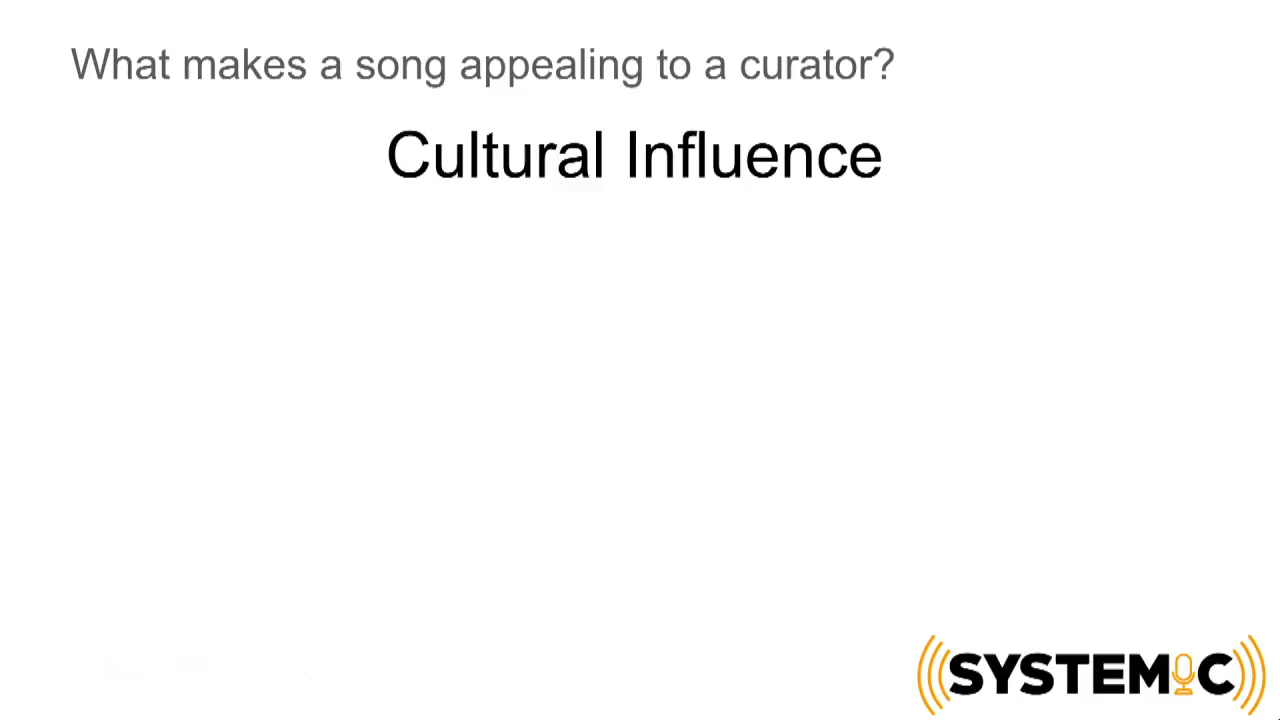 What makes a song appealing to a curator?
Cultural Influence
SYSTEMIC